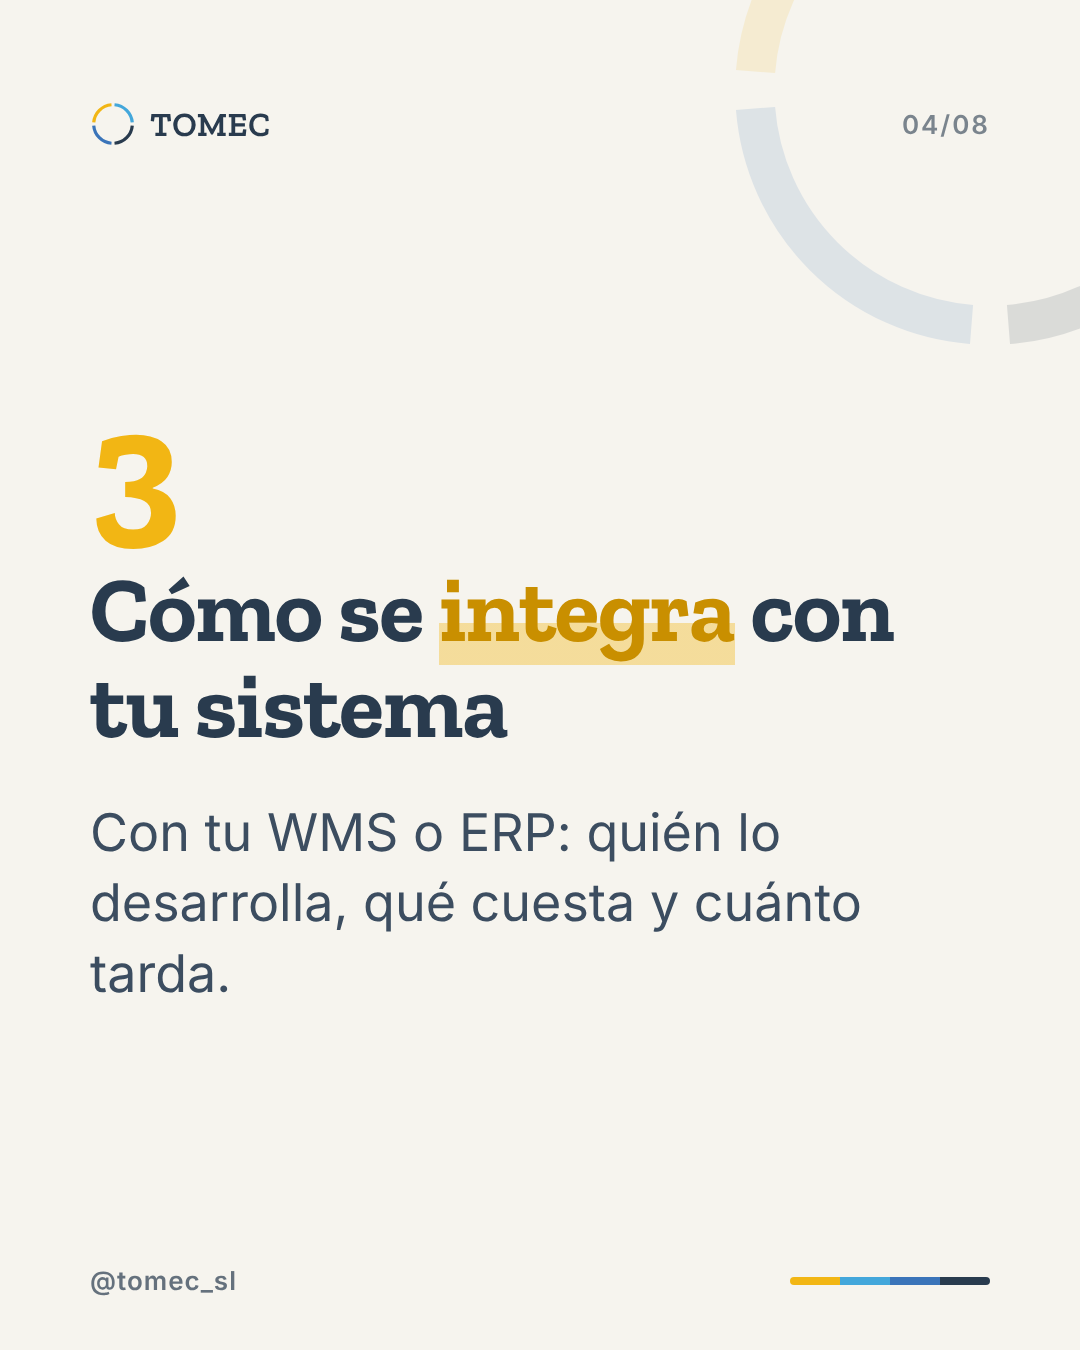 TOMEC
04/08
3
Cómo se integra con
tu sistema
Con tu WMS o ERP: quién lo
desarrolla, qué cuesta y cuánto
tarda.
@tomec_sl